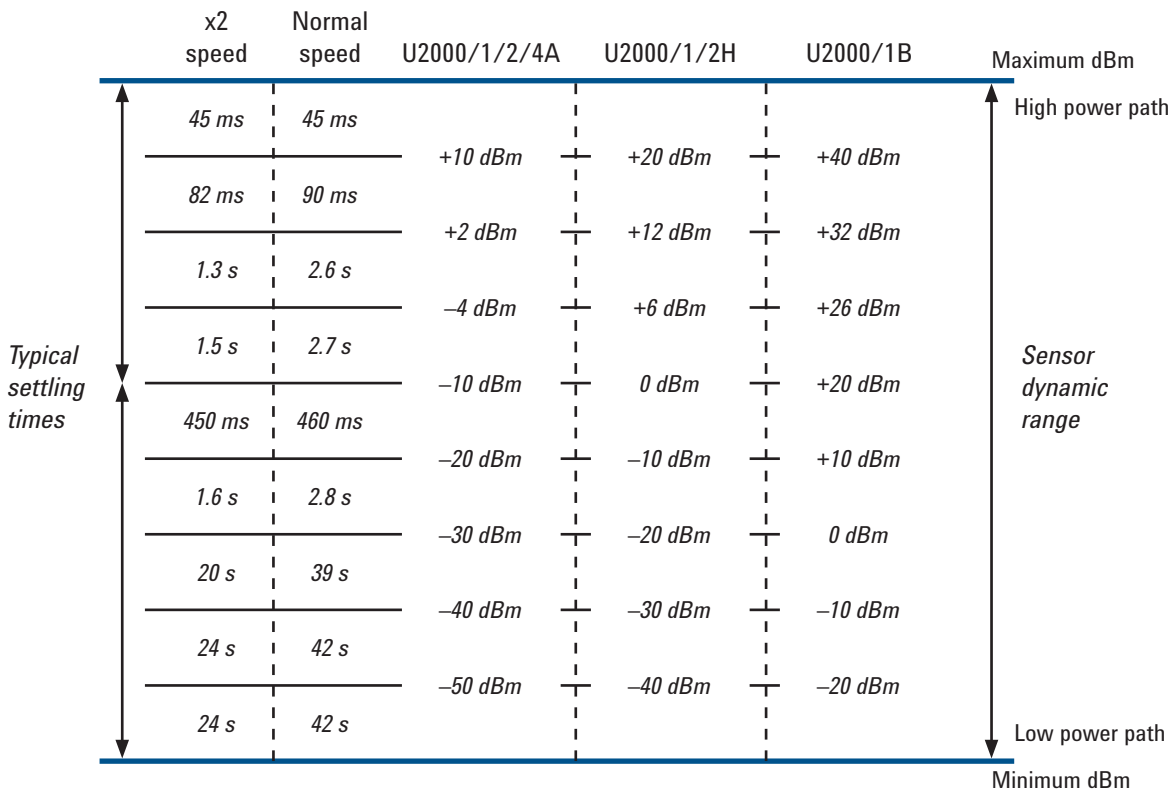 x2 speed
Normal speed
U2000/1/2/4A
U2000/1/2H
U2000/1B
Maximum dBm
High power path
45 ms 45 ms
+10 dBm +20 dBm +40 dBm
82 ms 90 ms
+2 dBm +12 dBm +32 dBm
1.3 s 2.6 s
–4 dBm +6 dBm +26 dBm
1.5 s 2.7 s
Typical
settling
times
–10 dBm 0 dBm +20 dBm
Sensor
dynamic
range
450 ms 460 ms
–20 dBm –10 dBm +10 dBm
1.6 s 2.8 s
–30 dBm –20 dBm 0 dBm
20 s 39 s
–40 dBm –30 dBm –10 dBm
24 s 42 s
–50 dBm –40 dBm –20 dBm
24 s 42 s
Low power path
Minimum dBm